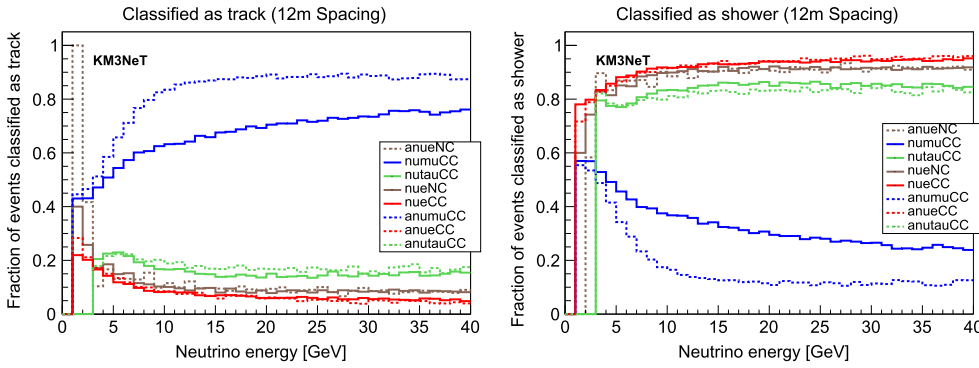 Classified as track (12m Spacing)
Fraction of events classified as track
1
0.8
0.6
0.4
0.2
0
KM3NeT
anueNC
numuCC
nutauCC
nueNC
nueCC
anumuCC
anueCC
anutauCC
0 5 10 15 20 25 30 35 40
Neutrino energy [GeV]
Classified as shower (12m Spacing)
Fraction of events classified as shower
1
0.8
0.6
0.4
0.2
0
KM3NeT
anueNC
numuCC
nutauCC
nueNC
nueCC
anumuCC
anueCC
anutauCC
0 5 10 15 20 25 30 35 40
Neutrino energy [GeV]